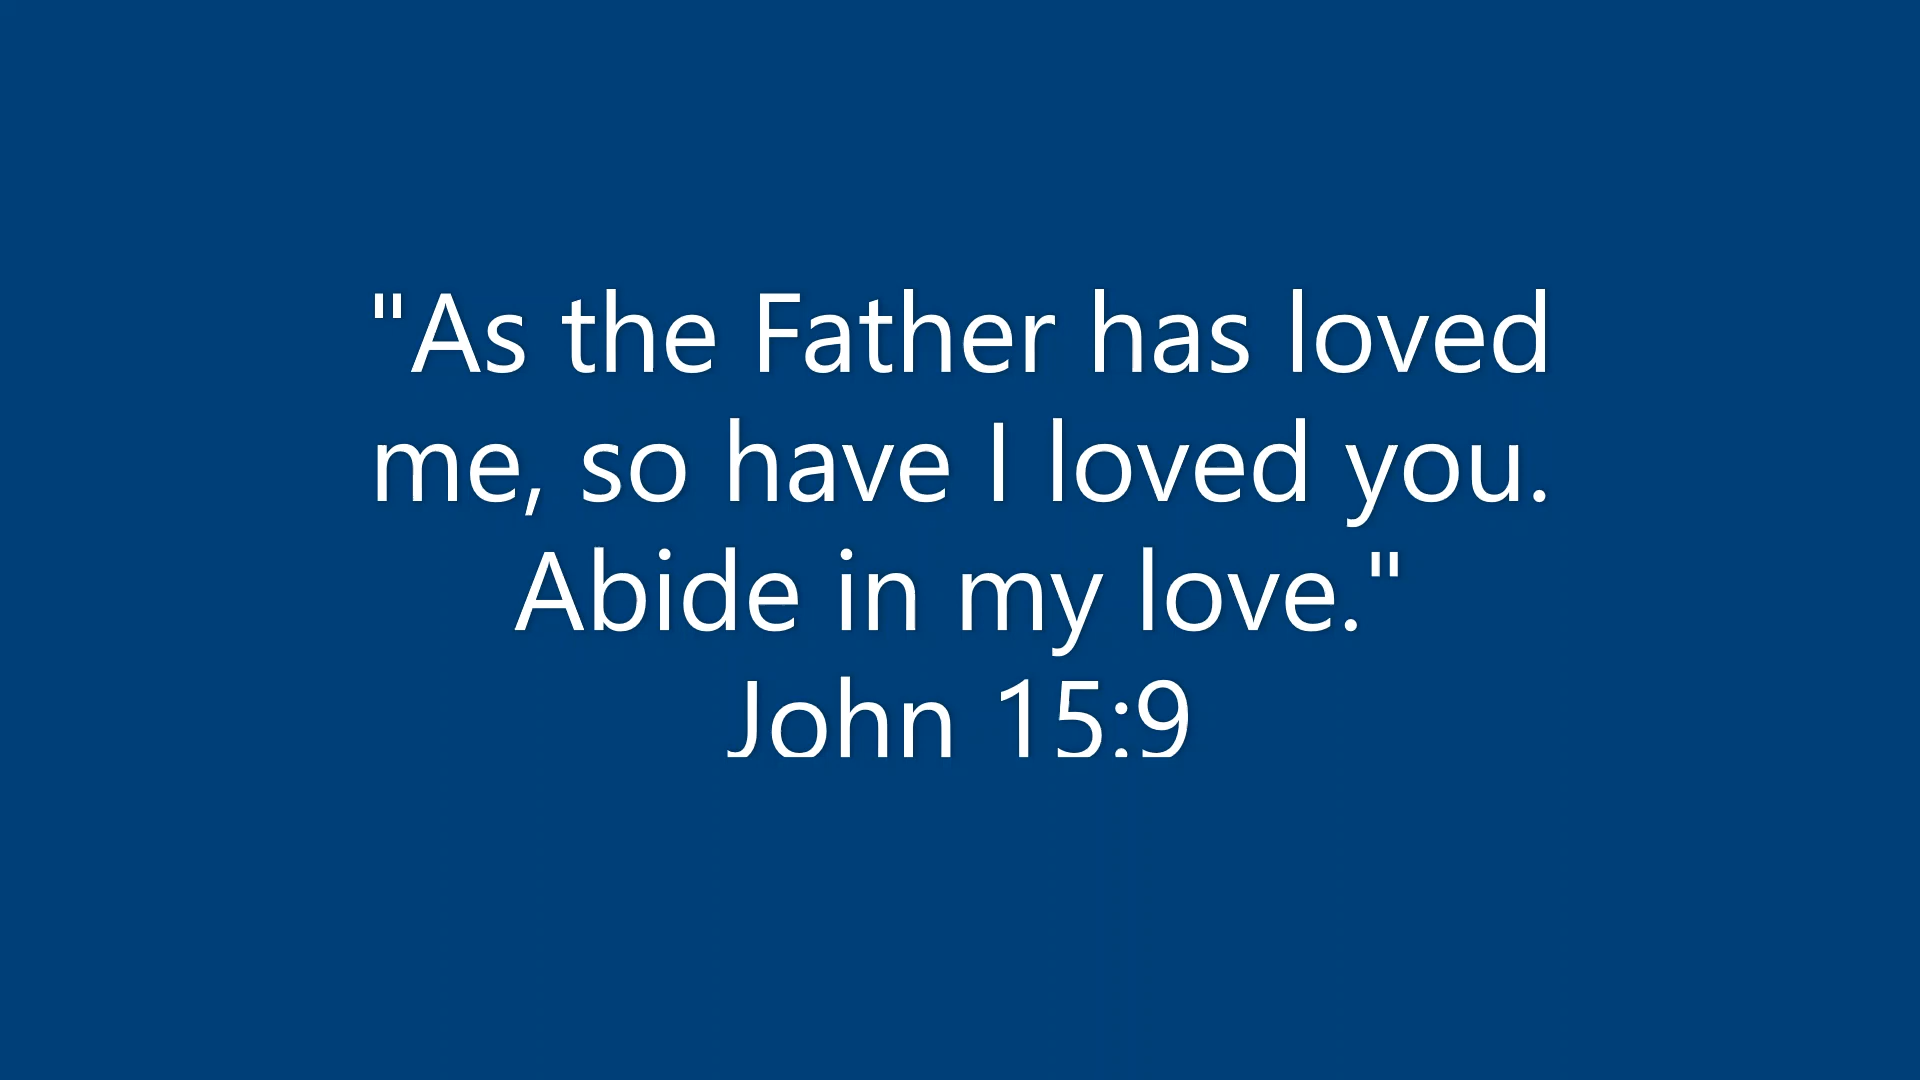 "As the Father has loved
me, so have I loved you.
Abide in my love."
John 15:9